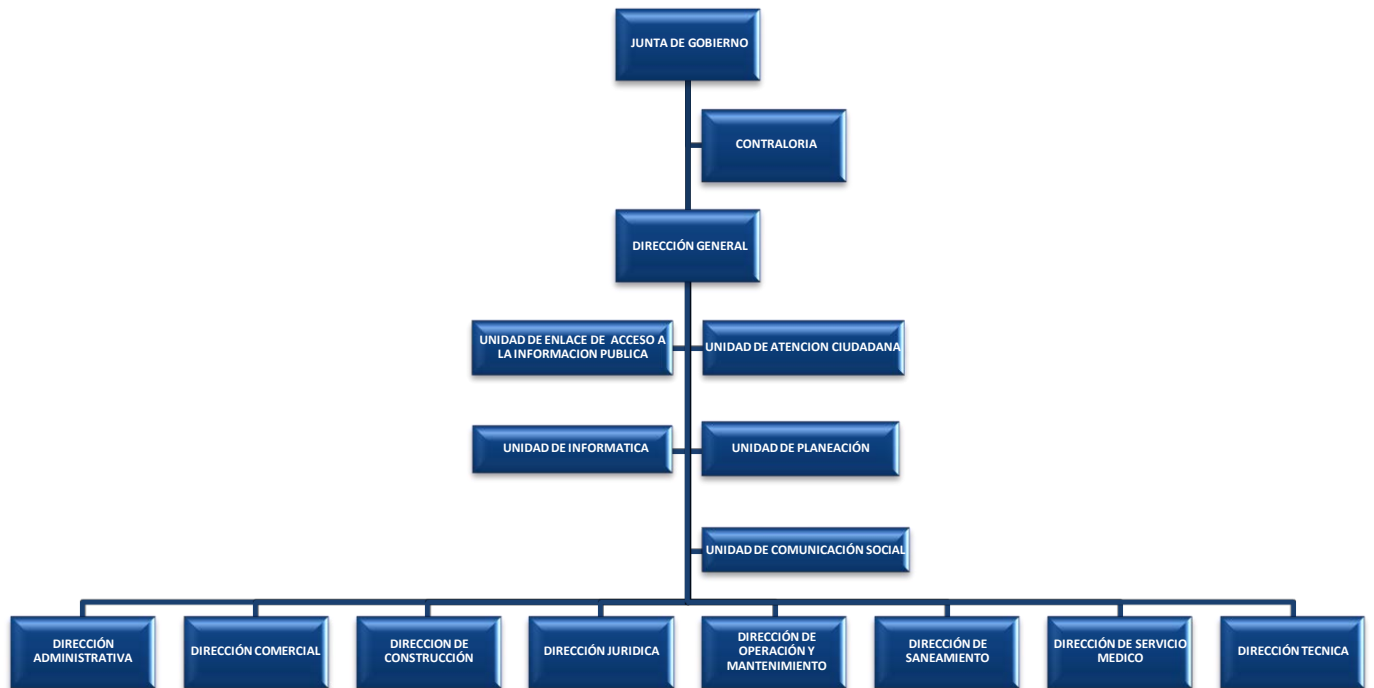 JUNTA DE GOBIERNO
CONTRALORIA
DIRECCIÓN GENERAL
UNIDAD DE ENLACE DE ACCESO A
LA INFORMACION PUBLICA
UNIDAD DE ATENCION CIUDADANA
UNIDAD DE INFORMATICA
UNIDAD DE PLANEACIÓN
UNIDAD DE COMUNICACIÓN SOCIAL
DIRECCIÓN
ADMINISTRATIVA
DIRECCIÓN COMERCIAL
DIRECCION DE
CONSTRUCCIÓN
DIRECCIÓN JURIDICA
DIRECCIÓN DE
OPERACIÓN Y
MANTENIMIENTO
DIRECCIÓN DE
SANEAMIENTO
DIRECCIÓN DE SERVICIO
MEDICO
DIRECCIÓN TECNICA